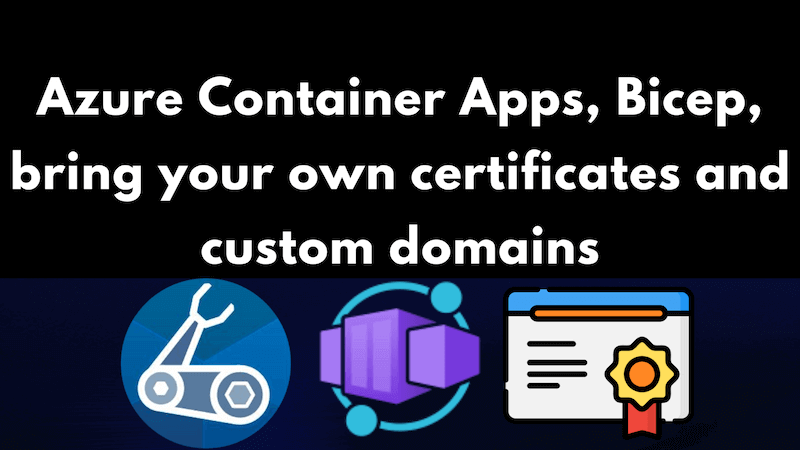 Azure Container Apps, Bicep,
bring your own certificates and
custom domains